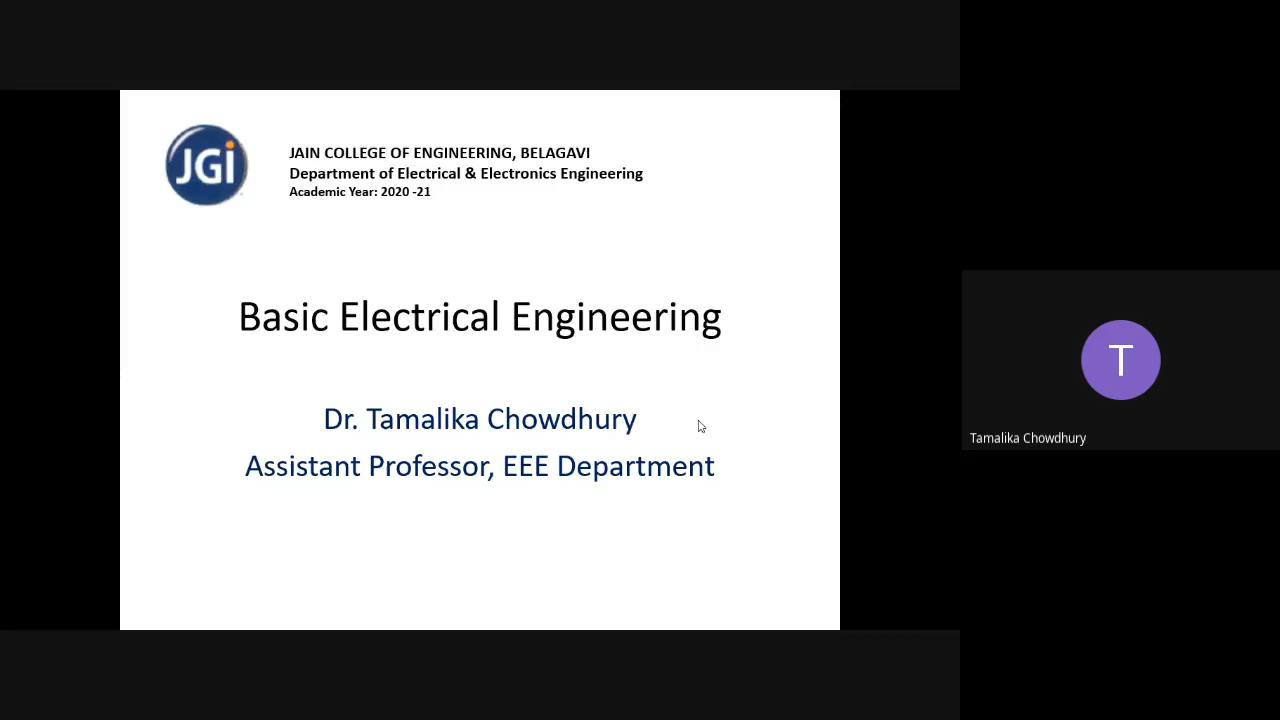 JGi
JAIN COLLEGE OF ENGINEERING, BELAGAVI
Department of Electrical & Electronics Engineering
Academic Year: 2020 -21
Basic Electrical Engineering
Dr. Tamalika Chowdhury
Assistant Professor, EEE Department
T
Tamalika Chowdhury